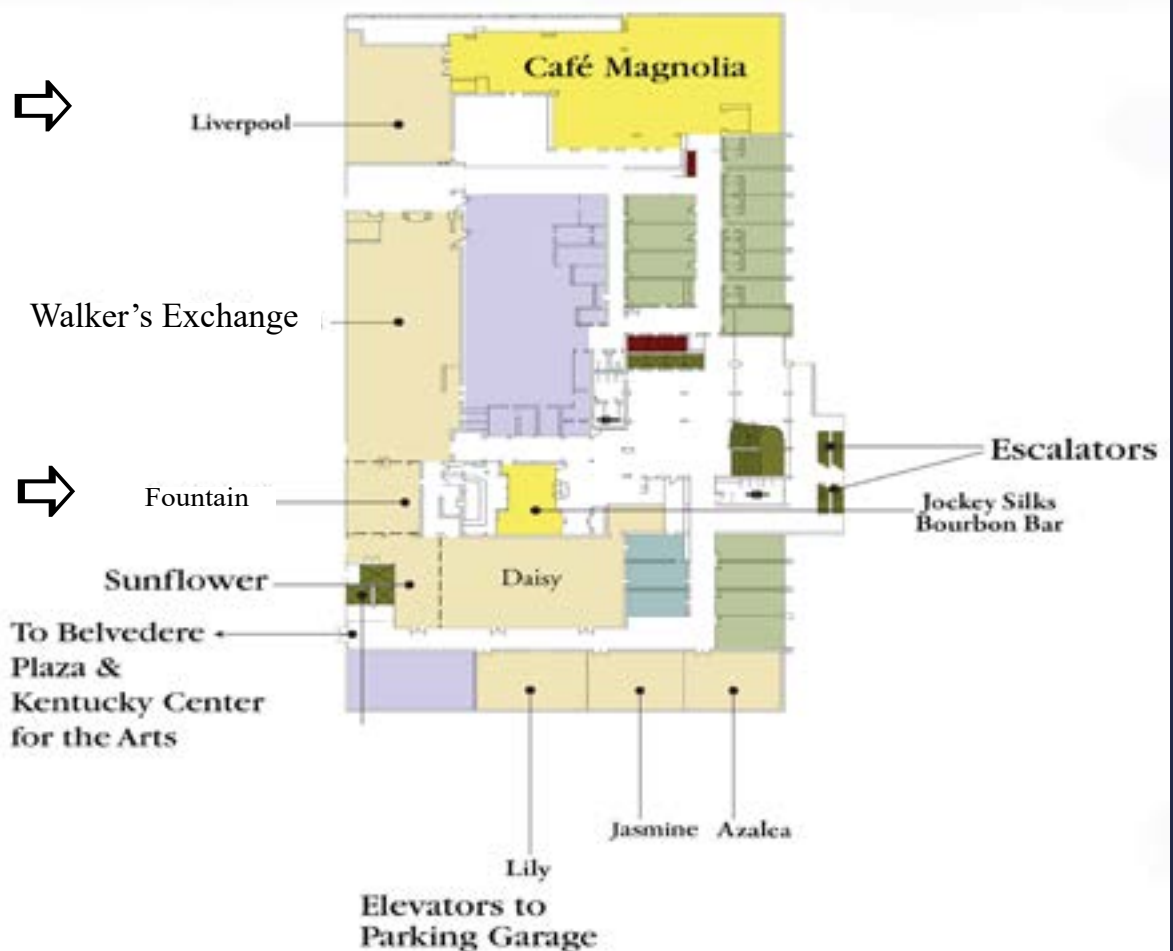 Café Magnolia
Liverpool
Walker’s Exchange
Escalators
Fountain
Jockey Silks
Bourbon Bar
Sunflower
Daisy
To Belvedere
Plaza &
Kentucky Center
for the Arts
Jasmine
Azalea
Lily
Elevators to
Parking Garage